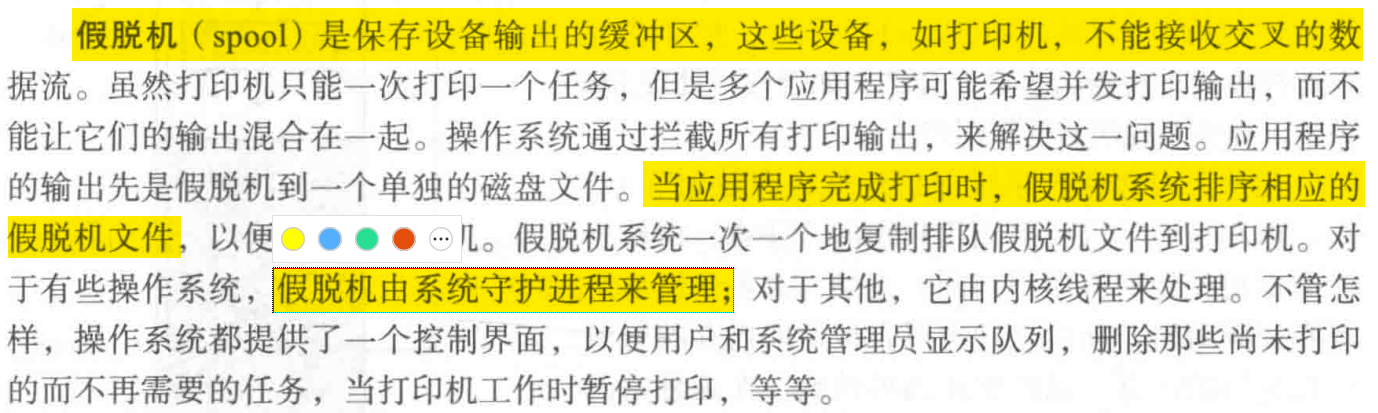 假脱机（spool）是保存设备输出的缓冲区，这些设备，如打印机，不能接收交叉的数
据流。虽然打印机只能一次打印一个任务，但是多个应用程序可能希望并发打印输出，而不
能让它们的输出混合在一起。操作系统通过拦截所有打印输出，来解决这一问题。应用程序
的输出先是假脱机到一个单独的磁盘文件。当应用程序完成打印时，假脱机系统排序相应的
假脱机文件，以便机。假脱机系统一次一个地复制排队假脱机文件到打印机。对
于有些操作系统，假脱机由系统守护进程来管理；对于其他，它由内核线程来处理。不管怎
样，操作系统都提供了一个控制界面，以便用户和系统管理员显示队列，删除那些尚未打印
的而不再需要的任务，当打印机工作时暂停打印，等等。